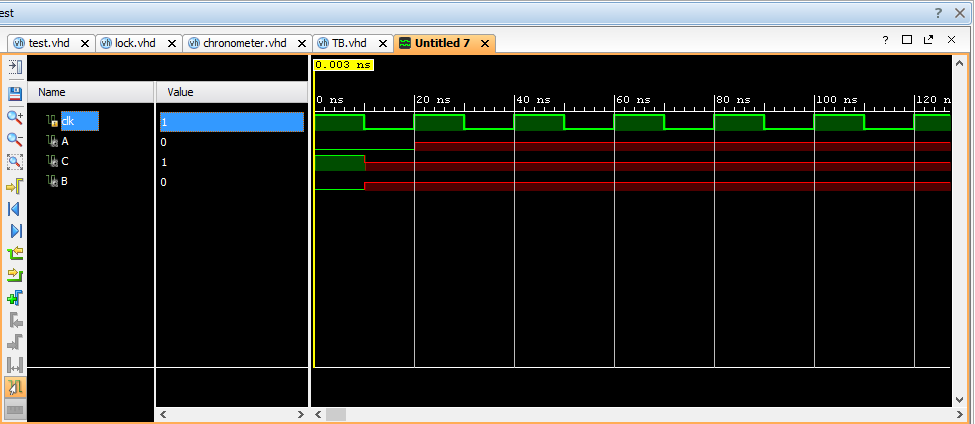 est
? ×
test.vhd × lock.vhd × chronometer.vhd × TB.vhd × Untitled 7 × ?
0.003 ns
Name Value
0 ns 20 ns 40 ns 60 ns 80 ns 100 ns 120 n
clk 1
A 0
C 1
B 0